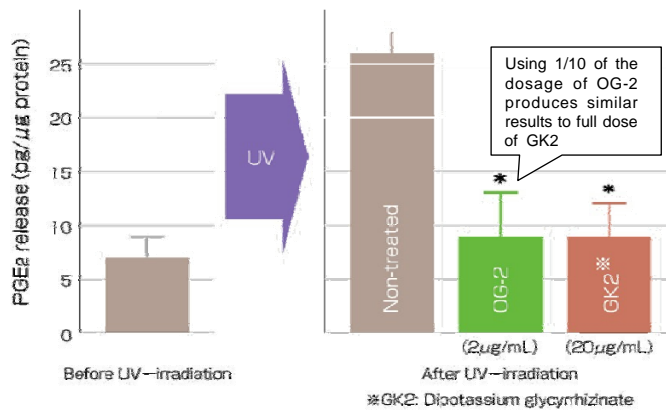 PGE2 release (pg/μg protein)
25
20
15
10
5
0
UV
Using 1/10 of the
dosage of OG-2
produces similar
results to full dose
of GK2
*
*
Non-treated
OG-2
GK2※
(2μg/mL)
(20μg/mL)
Before UV-irradiation
After UV-irradiation
※GK2: Dipotassium glycyrrhizinate